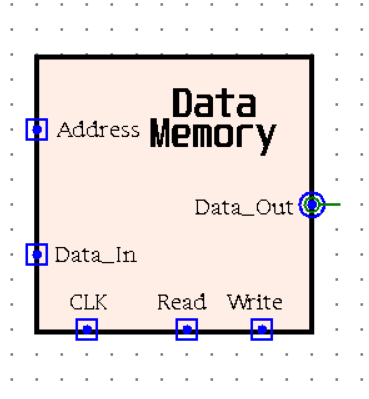 Data
Memory
Address
Data_Out
Data_In
CLK
Read
Write